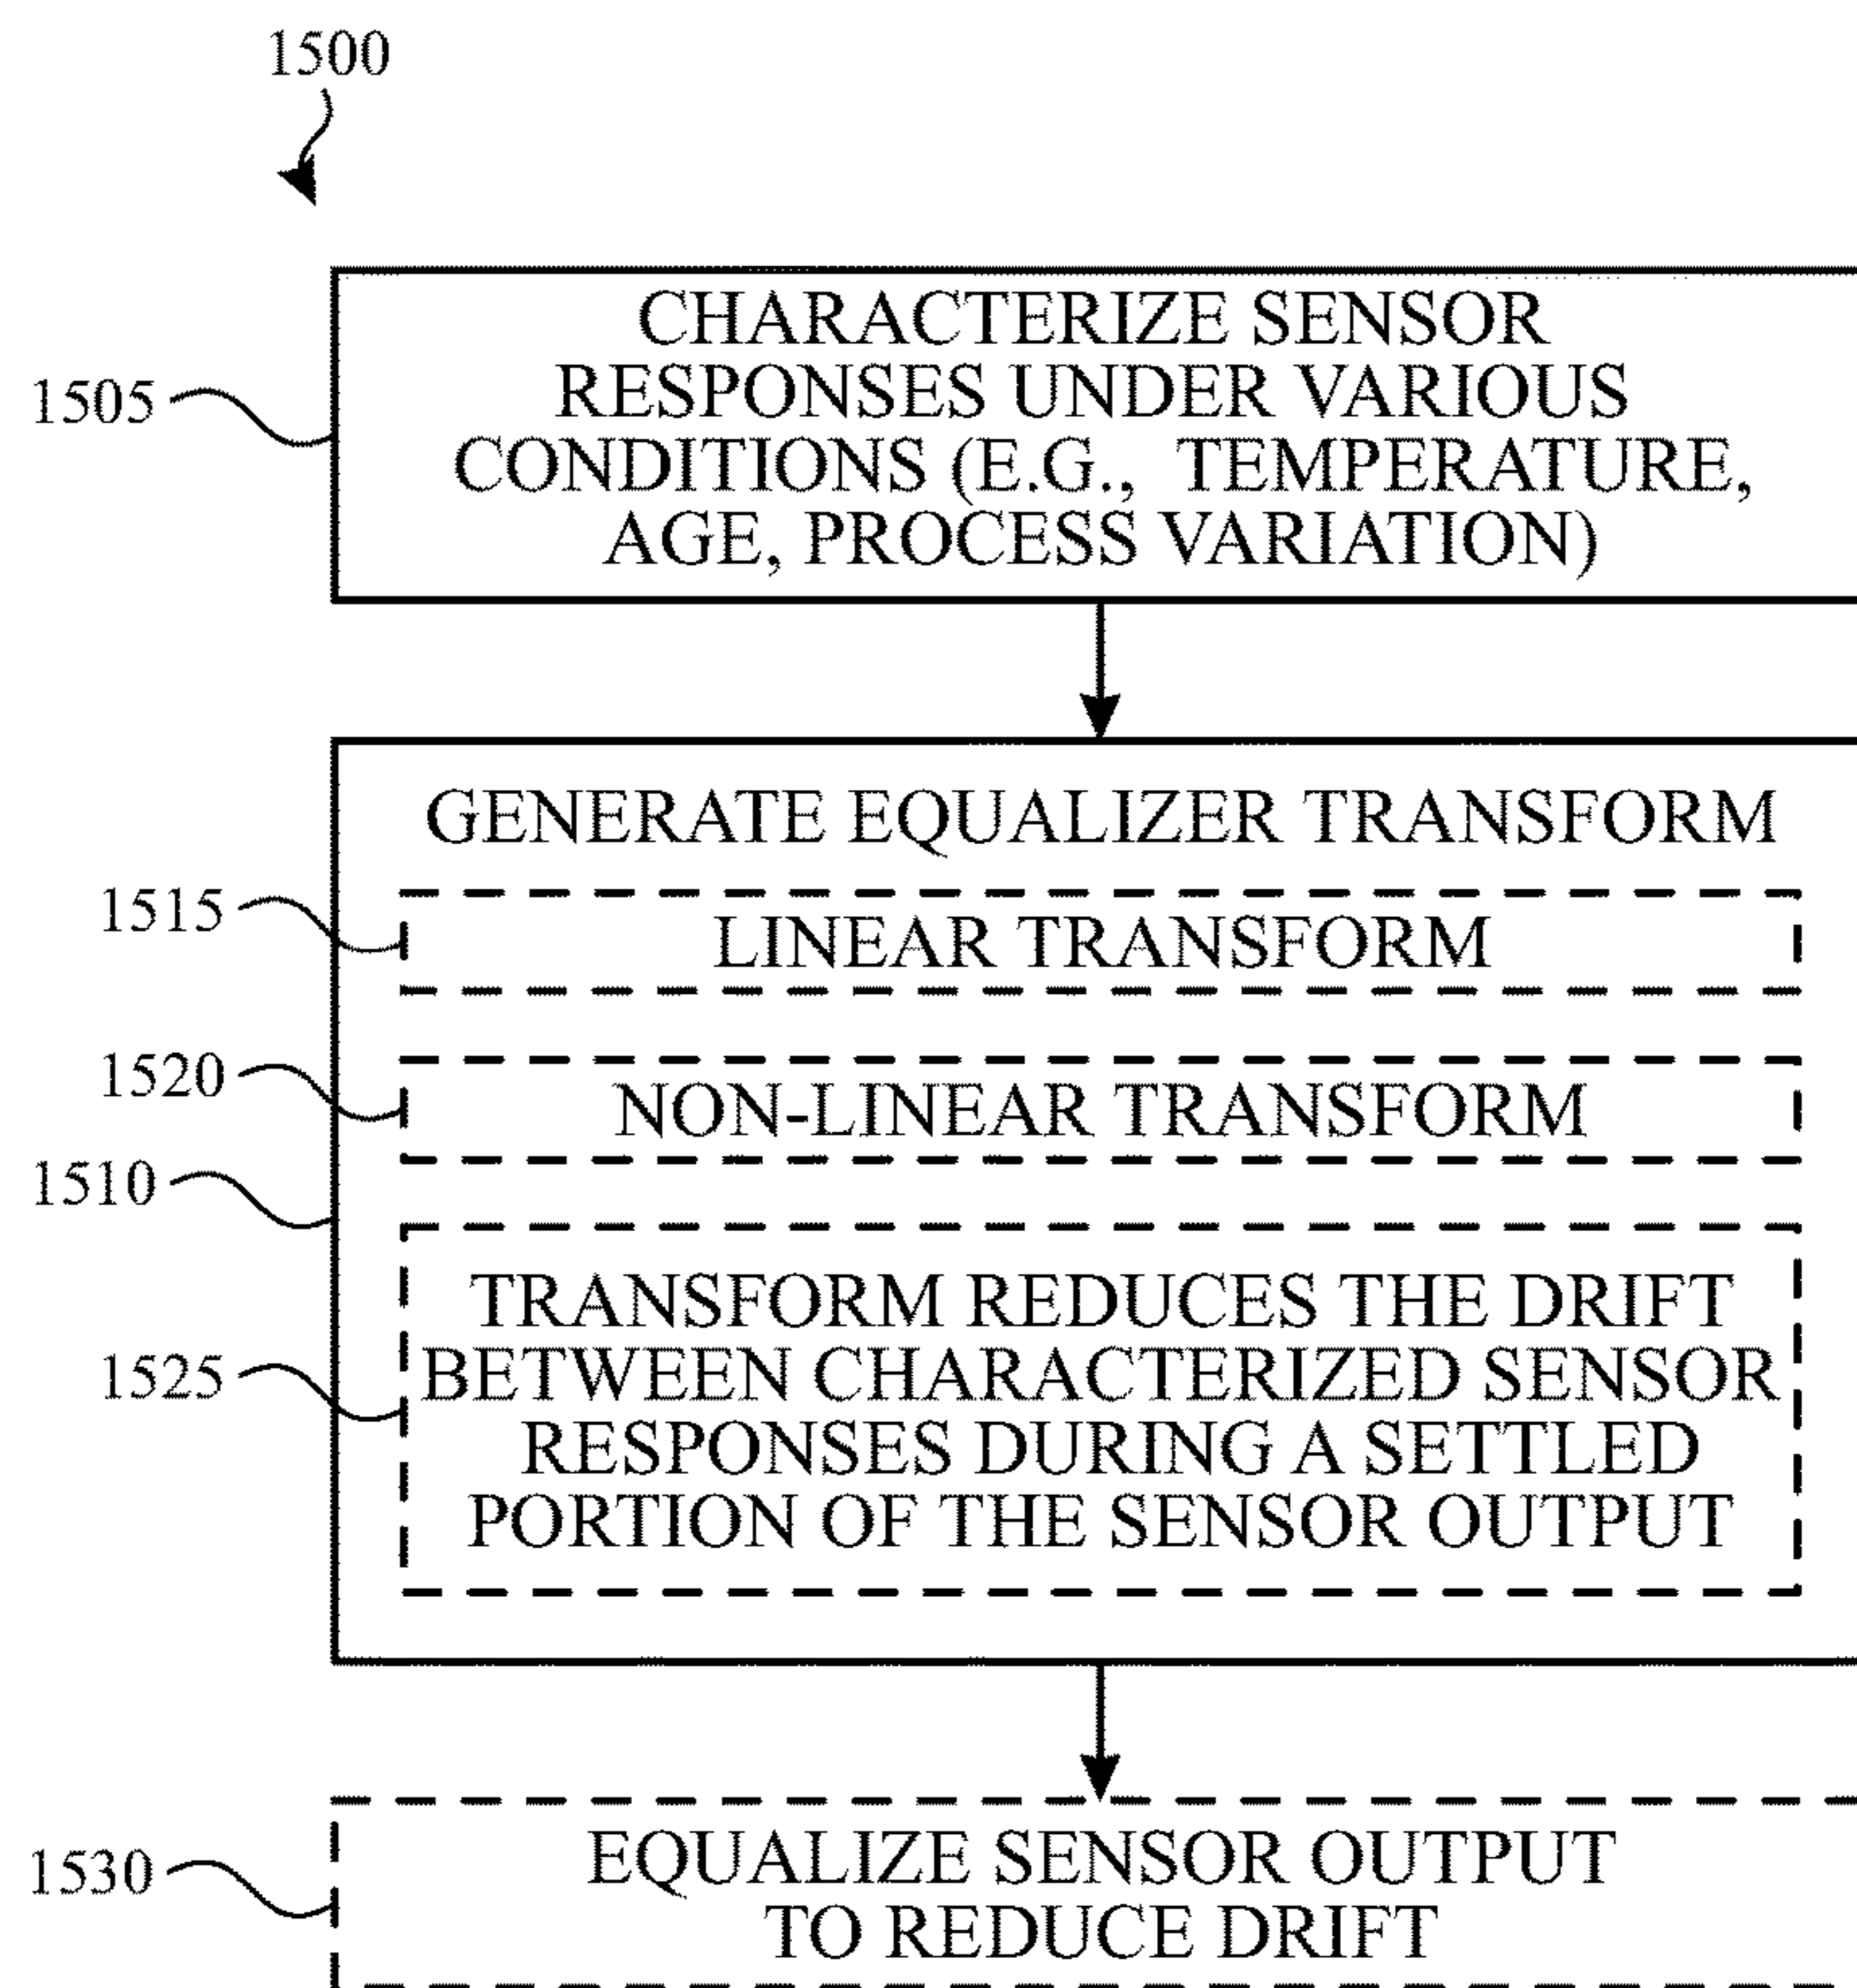 1500
1505
CHARACTERIZE SENSOR
RESPONSES UNDER VARIOUS
CONDITIONS (E.G., TEMPERATURE,
AGE, PROCESS VARIATION)
GENERATE EQUALIZER TRANSFORM
1515
LINEAR TRANSFORM
1520
NON-LINEAR TRANSFORM
1510
1525
TRANSFORM REDUCES THE DRIFT
BETWEEN CHARACTERIZED SENSOR
RESPONSES DURING A SETTLED
PORTION OF THE SENSOR OUTPUT
1530
EQUALIZE SENSOR OUTPUT
TO REDUCE DRIFT